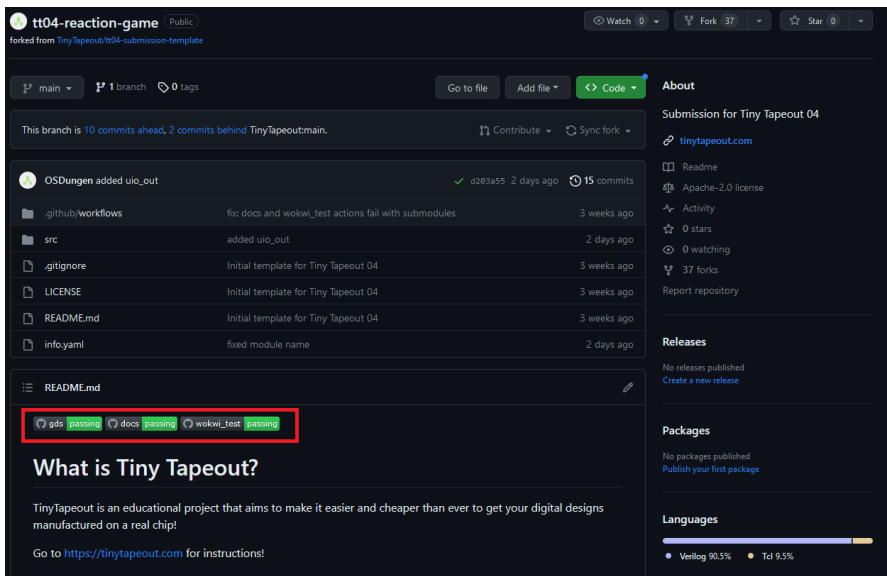 tt04-reaction-game Public
Watch 0 Fork 37 Star 0
forked from TinyTapeout/tt04-submission-template
main 1 branch 0 tags Go to file Add file Code
This branch is 10 commits ahead, 2 commits behind TinyTapeout:main. Contribute Sync fork
OSDungen added uio_out d203a55 2 days ago 15 commits
.github/workflows fix: docs and wokwi_test actions fail with submodules 3 weeks ago
src added uio_out 2 days ago
.gitignore Initial template for Tiny Tapeout 04 3 weeks ago
LICENSE Initial template for Tiny Tapeout 04 3 weeks ago
README.md Initial template for Tiny Tapeout 04 3 weeks ago
info.yaml fixed module name 2 days ago
README.md
gds passing docs passing wokwi_test passing
What is Tiny Tapeout?
TinyTapeout is an educational project that aims to make it easier and cheaper than ever to get your digital designs
manufactured on a real chip!
Go to https://tinytapeout.com for instructions!
About
Submission for Tiny Tapeout 04
tinytapeout.com
Readme
Apache-2.0 license
Activity
0 stars
0 watching
37 forks
Report repository
Releases
No releases published
Create a new release
Packages
No packages published
Publish your first package
Languages
Verilog 90.5% Tcl 9.5%